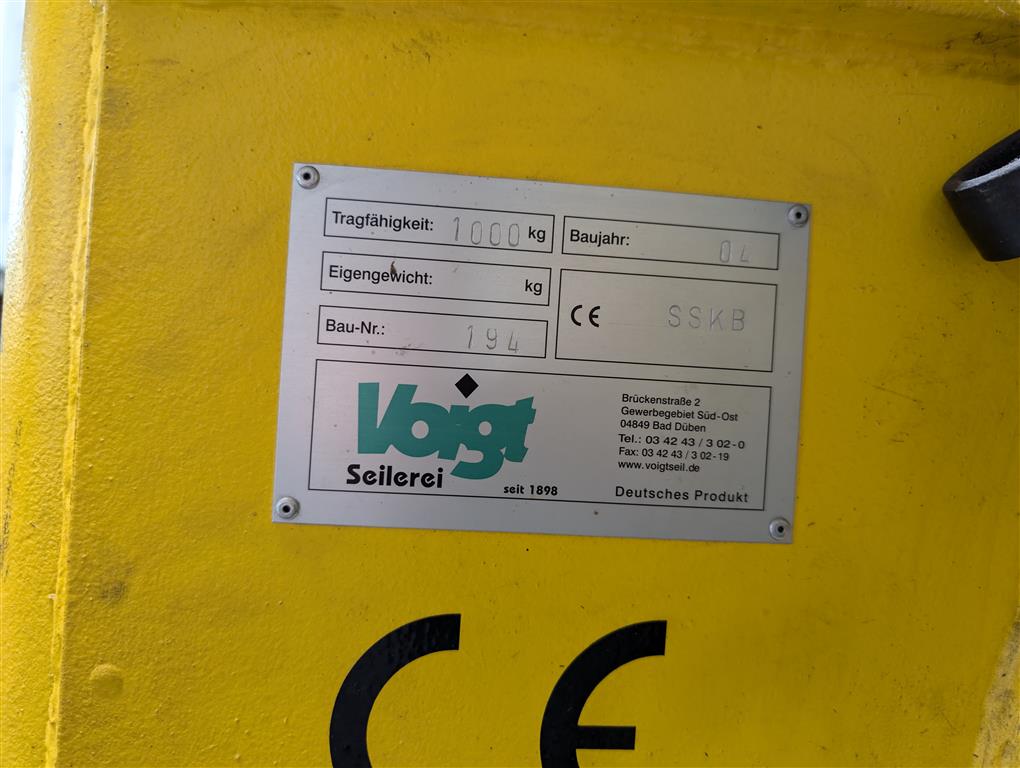 Tragfähigkeit: 1000 kg
Baujahr: 04
Eigengewicht: kg
Bau-Nr.: 194
CE SSKB
Voigt
Seilerei
seit 1898
Brückenstraße 2
Gewerbegebiet Süd-Ost
04849 Bad Düben
Tel.: 03 42 43 / 3 02-0
Fax: 03 42 43 / 3 02-19
www.voigtseil.de
Deutsches Produkt
CE